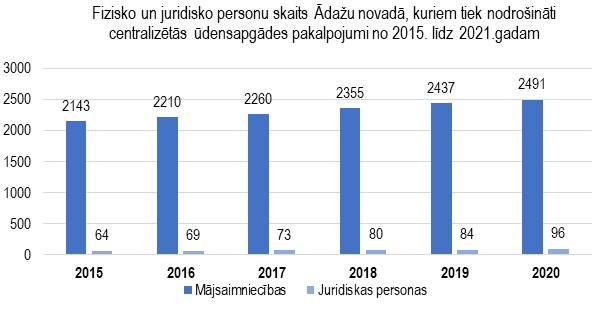 Fizisko un juridisko personu skaits Ādažu novadā, kuriem tiek nodrošināti
centralizētās ūdensapgādes pakalpojumi no 2015. līdz 2021.gadam
3000
2500
2000
1500
1000
500
0
2143 2210 2260 2355 2437 2491
64 69 73 80 84 96
2015 2016 2017 2018 2019 2020
Mājsaimniecības Juridiskas personas